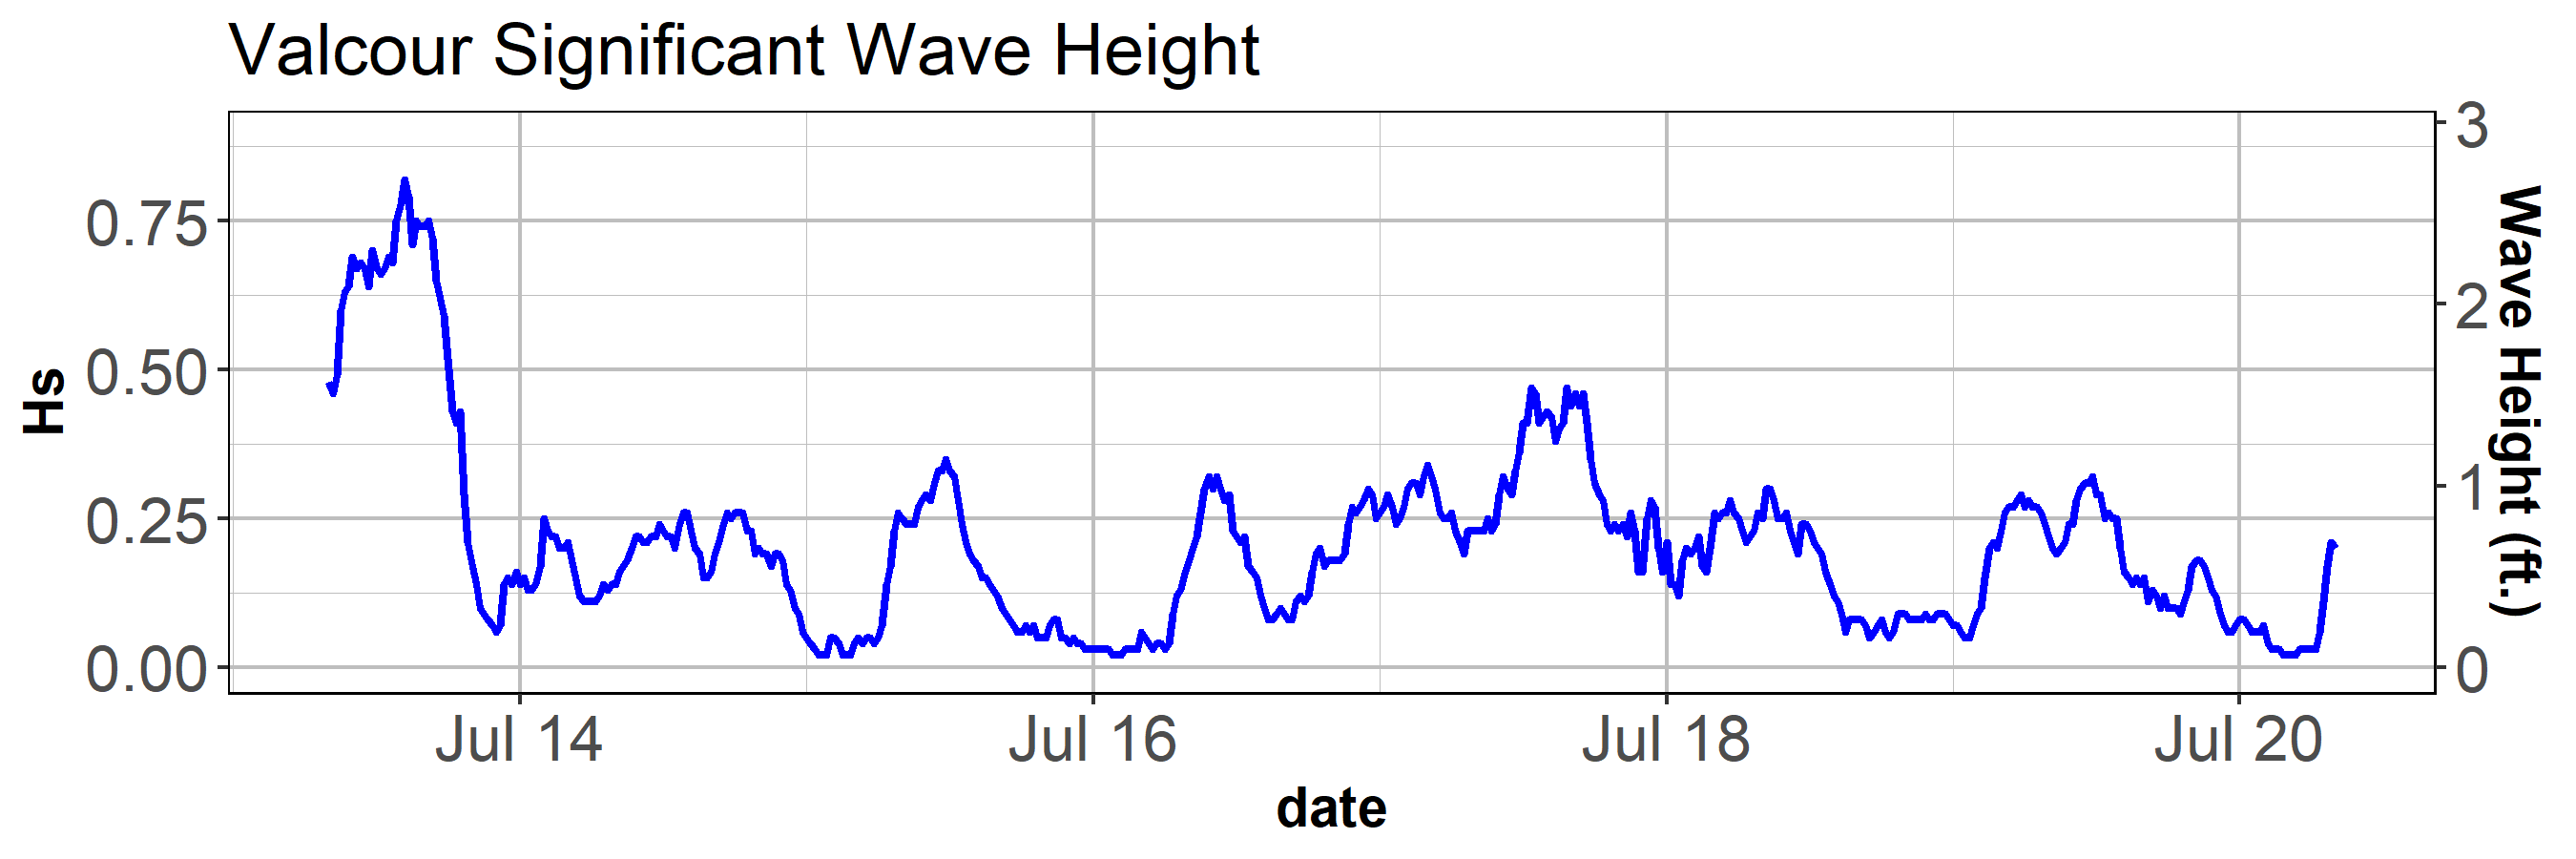 Valcour Significant Wave Height
Hs
0.75
0.50
0.25
0.00
3
2
1
0
Wave Height (ft.)
Jul 14
Jul 16
Jul 18
Jul 20
date